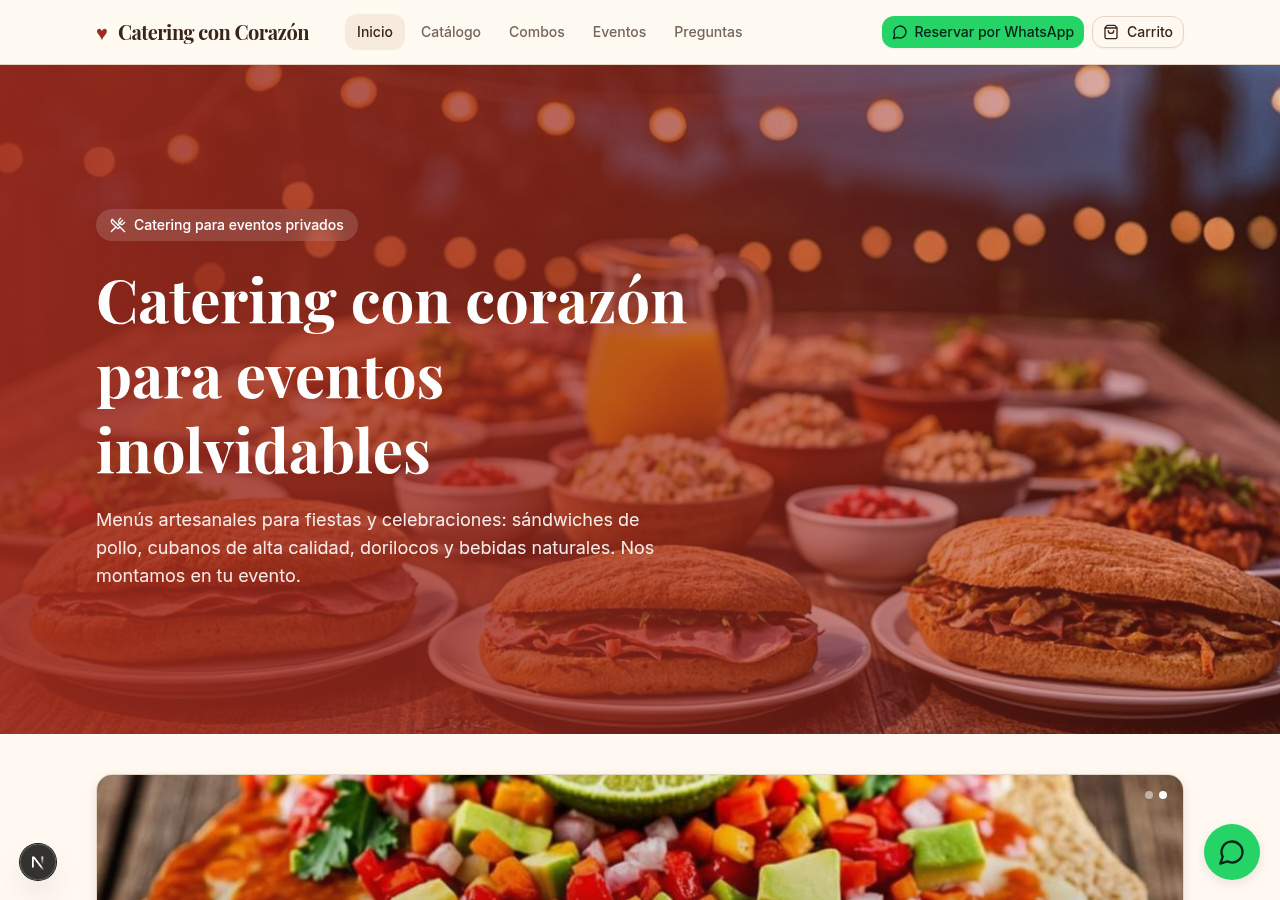 Catering con Corazón
Inicio
Catálogo
Combos
Eventos
Preguntas
Reservar por WhatsApp
Carrito
Catering para eventos privados
Catering con corazón
para eventos
inolvidables
Menús artesanales para fiestas y celebraciones: sándwiches de
pollo, cubanos de alta calidad, dorilocos y bebidas naturales. Nos
montamos en tu evento.
N